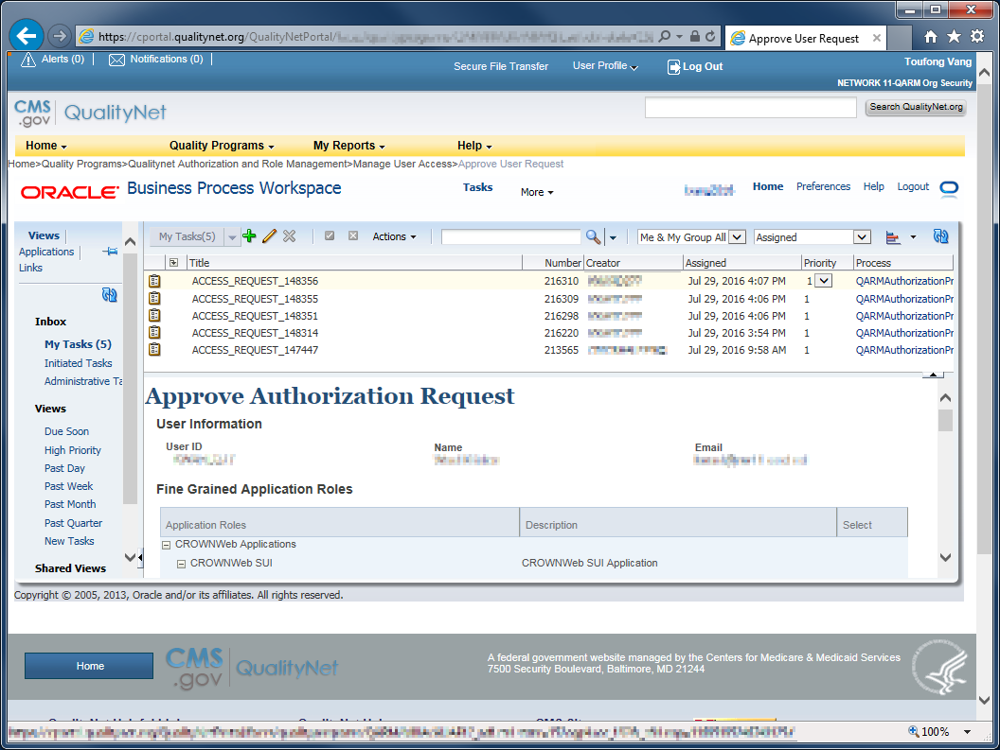 https://cportal.qualitynet.org/QualityNetPortal/
Approve User Request
Alerts (0)
Notifications (0)
Secure File Transfer
User Profile
Log Out
Toufong Vang
NETWORK 11-QARM Org Security
CMS
.gov
QualityNet
Search QualityNet.org
Home
Quality Programs
My Reports
Help
Home>Quality Programs>Qualitynet Authorization and Role Management>Manage User Access>Approve User Request
ORACLE Business Process Workspace
Tasks
More
Home
Preferences
Help
Logout
Views
Applications
Links
Inbox
My Tasks (5)
Initiated Tasks
Administrative Ta
Views
Due Soon
High Priority
Past Day
Past Week
Past Month
Past Quarter
New Tasks
Shared Views
My Tasks(5)
Actions
Me & My Group All
Assigned
Title Number Creator Assigned Priority Process
ACCESS_REQUEST_148356 216310 Jul 29, 2016 4:07 PM 1 QARMAuthorizationPr
ACCESS_REQUEST_148355 216309 Jul 29, 2016 4:06 PM 1 QARMAuthorizationPr
ACCESS_REQUEST_148351 216298 Jul 29, 2016 4:06 PM 1 QARMAuthorizationPr
ACCESS_REQUEST_148314 216220 Jul 29, 2016 3:54 PM 1 QARMAuthorizationPr
ACCESS_REQUEST_147447 213565 Jul 29, 2016 9:58 AM 1 QARMAuthorizationPr
Approve Authorization Request
User Information
User ID Name Email
Fine Grained Application Roles
Application Roles Description Select
CROWNWeb Applications
CROWNWeb SUI CROWNWeb SUI Application
Copyright © 2005, 2013, Oracle and/or its affiliates. All rights reserved.
Home
CMS
.gov
QualityNet
A federal government website managed by the Centers for Medicare & Medicaid Services
7500 Security Boulevard, Baltimore, MD 21244
100%